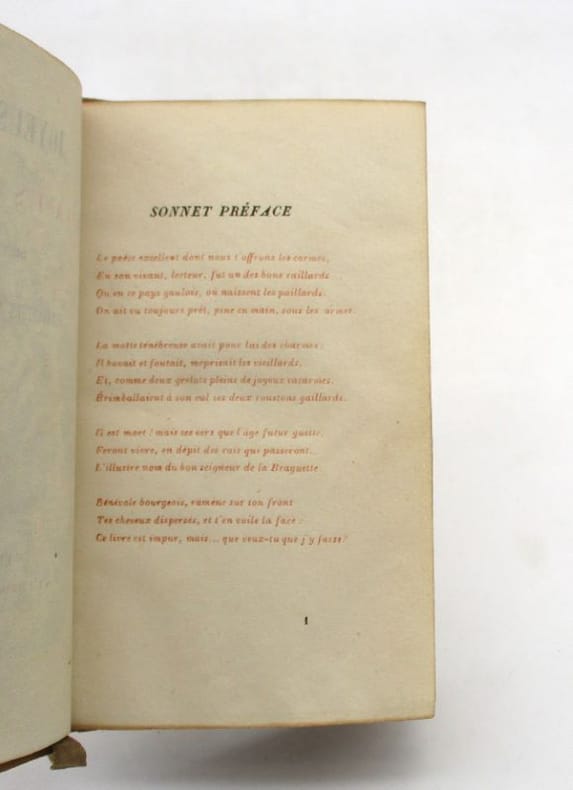 SONNET PRÉFACE
Le poète excellent dont nous t'offrons les carmes,
En son vivant, lecteur, fut un des bons raillards
Qu'en ce pays gaulois, où naissent les paillards.
On ait vu toujours prêt, pine en main, sous les armes.
La motte ténébreuse avait pour lui des charmes ;
Il buvait et foutait, méprisait les vieillards,
Et, comme deux grelots pleins de joyeux vacarmes,
Brimballaient à son cul ses deux roustons gaillards.
Il est mort ! mais ses vers que l'âge futur guette,
Feront vivre, en dépit des rois qui passeront...
L'illustre nom du bon seigneur de la Braguette.
Bénévole bourgeois, ramène sur ton front
Tes cheveux dispersés, et t'en voile la face :
Ce livre est impur, mais... que veux-tu que j'y fasse?
1